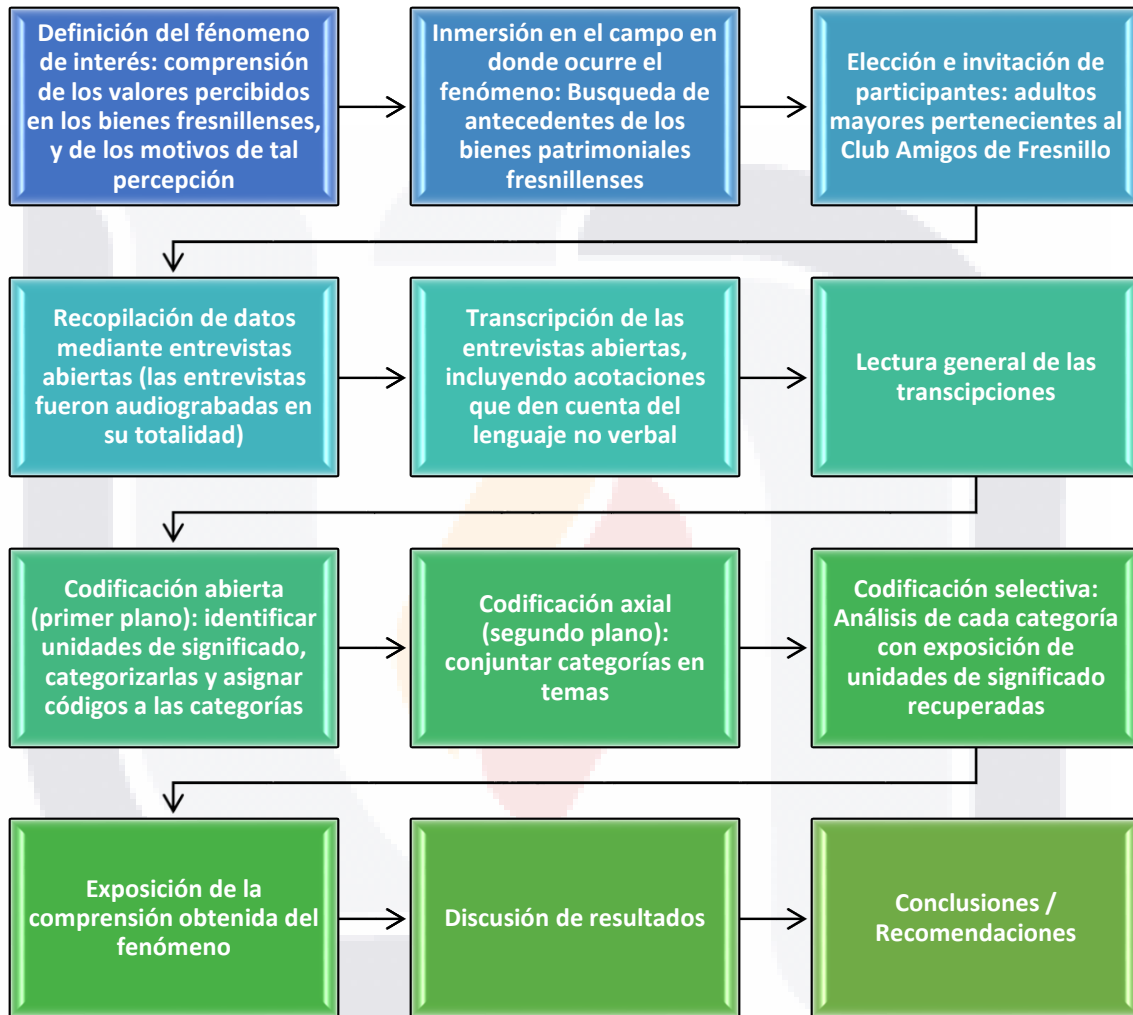 Definición del fénomeno
de interés: comprensión
de los valores percibidos
en los bienes fresnillenses,
y de los motivos de tal
percepción
Inmersión en el campo en
donde ocurre el
fenómeno: Busqueda de
antecedentes de los
bienes patrimoniales
fresnillenses
Elección e invitación de
participantes: adultos
mayores pertenecientes al
Club Amigos de Fresnillo
Recopilación de datos
mediante entrevistas
abiertas (las entrevistas
fueron audiograbadas en
su totalidad)
Transcripción de las
entrevistas abiertas,
incluyendo acotaciones
que den cuenta del
lenguaje no verbal
Lectura general de las
transcipciones
Codificación abierta
(primer plano): identificar
unidades de significado,
categorizarlas y asignar
códigos a las categorías
Codificación axial
(segundo plano):
conjuntar categorías en
temas
Codificación selectiva:
Análisis de cada categoría
con exposición de
unidades de significado
recuperadas
Exposición de la
comprensión obtenida del
fenómeno
Discusión de resultados
Conclusiones /
Recomendaciones